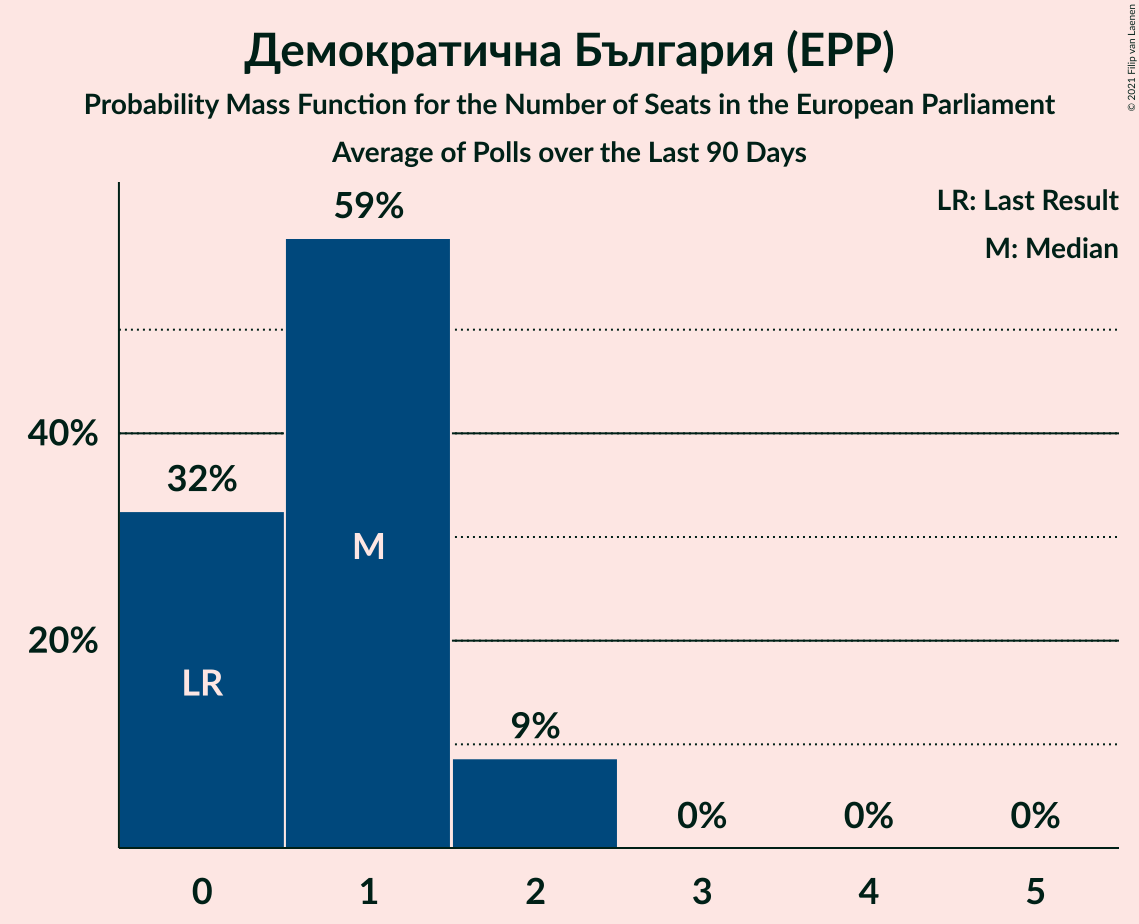 Демократична България (EPP)
Probability Mass Function for the Number of Seats in the European Parliament
Average of Polls over the Last 90 Days
© 2021 Filip van Laenen
LR: Last Result
M: Median
59%
40%
32%
M
20%
LR
9%
0% 0% 0%
0 1 2 3 4 5